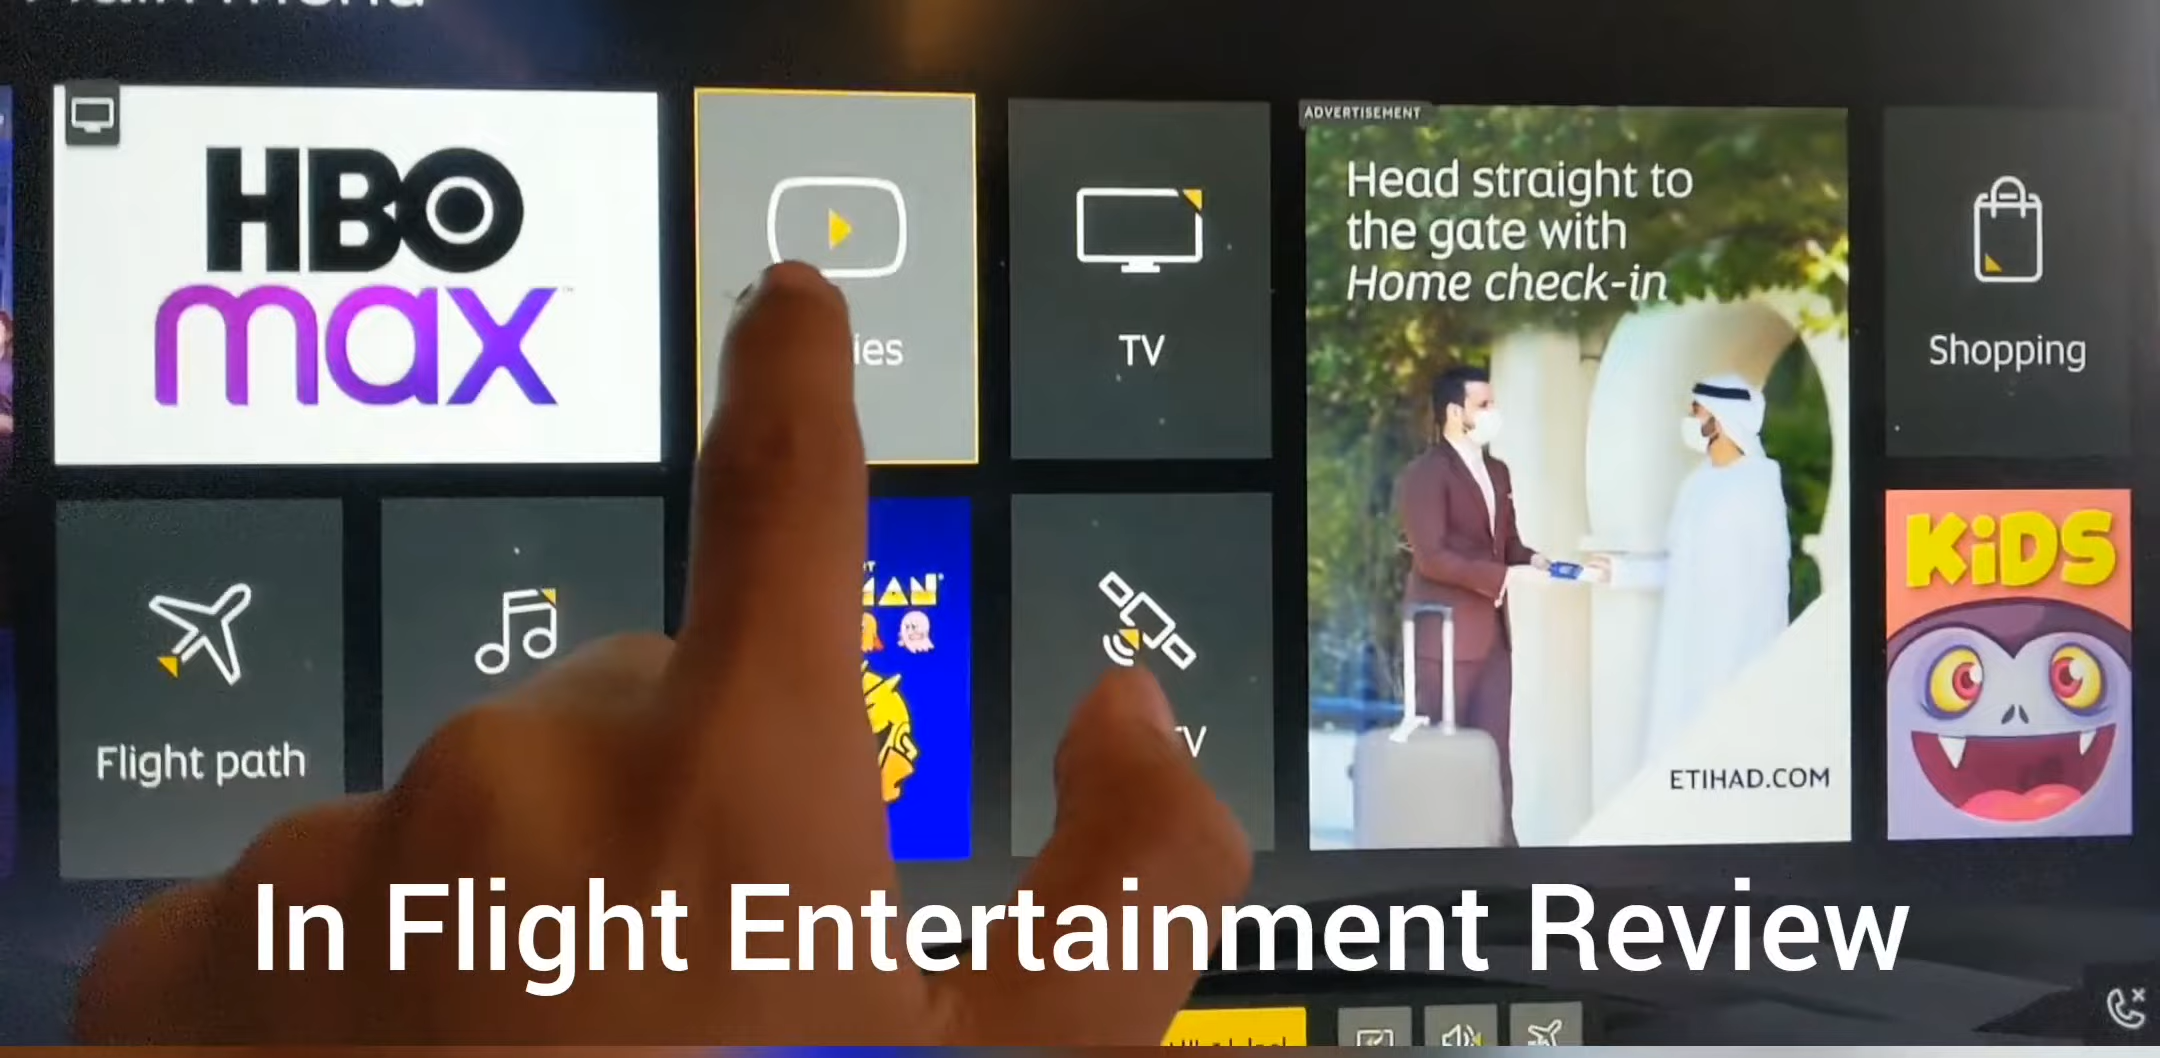 HBO
max
ADVERTISEMENT
Head straight to
the gate with
Home check-in
TV
Shopping
KiDS
Flight path
ETIHAD.COM
In Flight Entertainment Review